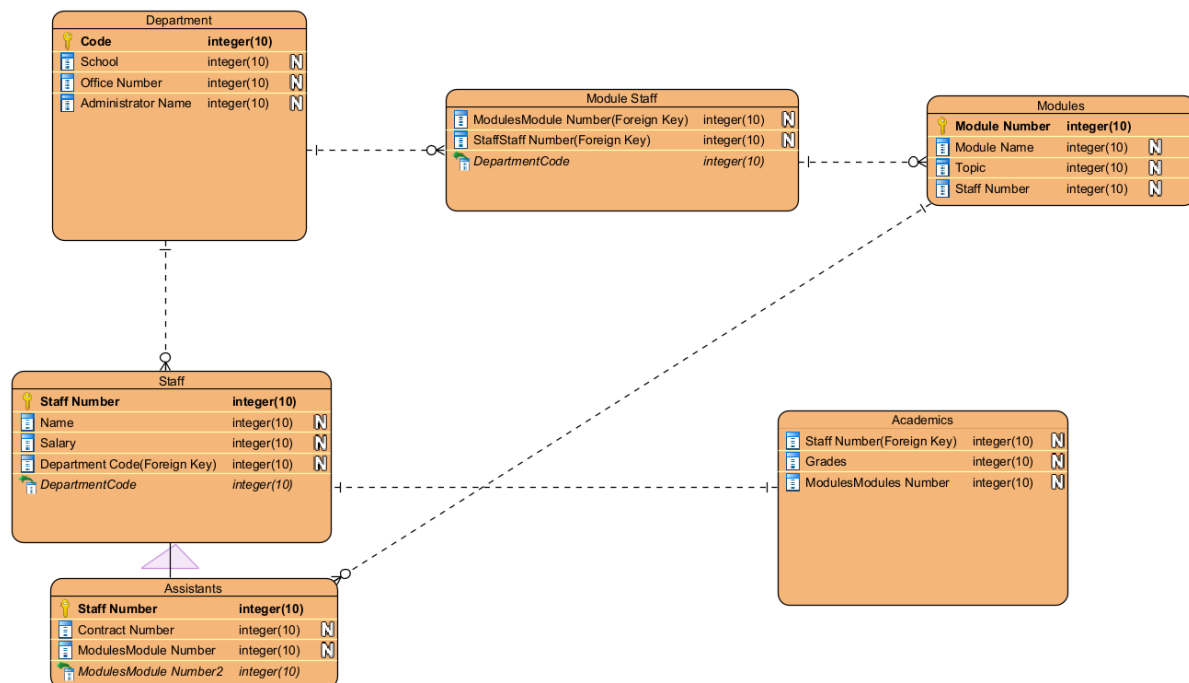 Department
Code integer(10)
School integer(10) N
Office Number integer(10) N
Administrator Name integer(10) N
Module Staff
ModulesModule Number(Foreign Key) integer(10) N
StaffStaff Number(Foreign Key) integer(10) N
DepartmentCode integer(10)
Modules
Module Number integer(10)
Module Name integer(10) N
Topic integer(10) N
Staff Number integer(10) N
Staff
Staff Number integer(10)
Name integer(10) N
Salary integer(10) N
Department Code(Foreign Key) integer(10) N
DepartmentCode integer(10)
Academics
Staff Number(Foreign Key) integer(10) N
Grades integer(10) N
ModulesModules Number integer(10) N
Assistants
Staff Number integer(10)
Contract Number integer(10) N
ModulesModule Number integer(10) N
ModulesModule Number2 integer(10)